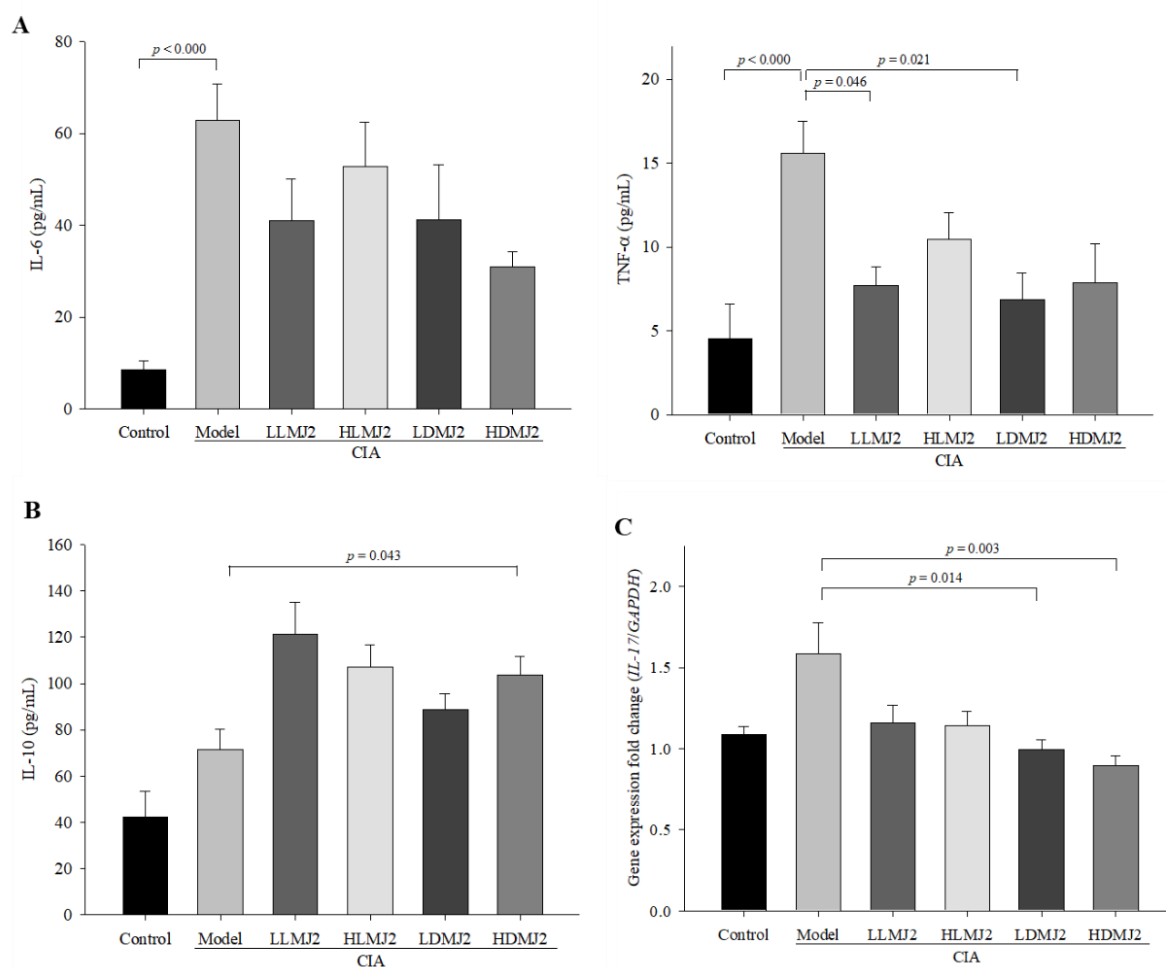 A
80
60
40
20
0
IL-6 (pg/mL)
p < 0.000
Control Model LLMJ2 HLMJ2 LDMJ2 HDMJ2
CIA
20
15
10
5
0
TNF-α (pg/mL)
p < 0.000
p = 0.021
p = 0.046
Control Model LLMJ2 HLMJ2 LDMJ2 HDMJ2
CIA
B
160
140
120
100
80
60
40
20
0
IL-10 (pg/mL)
p = 0.043
Control Model LLMJ2 HLMJ2 LDMJ2 HDMJ2
CIA
C
2.0
1.5
1.0
0.5
0.0
Gene expression fold change (IL-17/GAPDH)
p = 0.003
p = 0.014
Control Model LLMJ2 HLMJ2 LDMJ2 HDMJ2
CIA